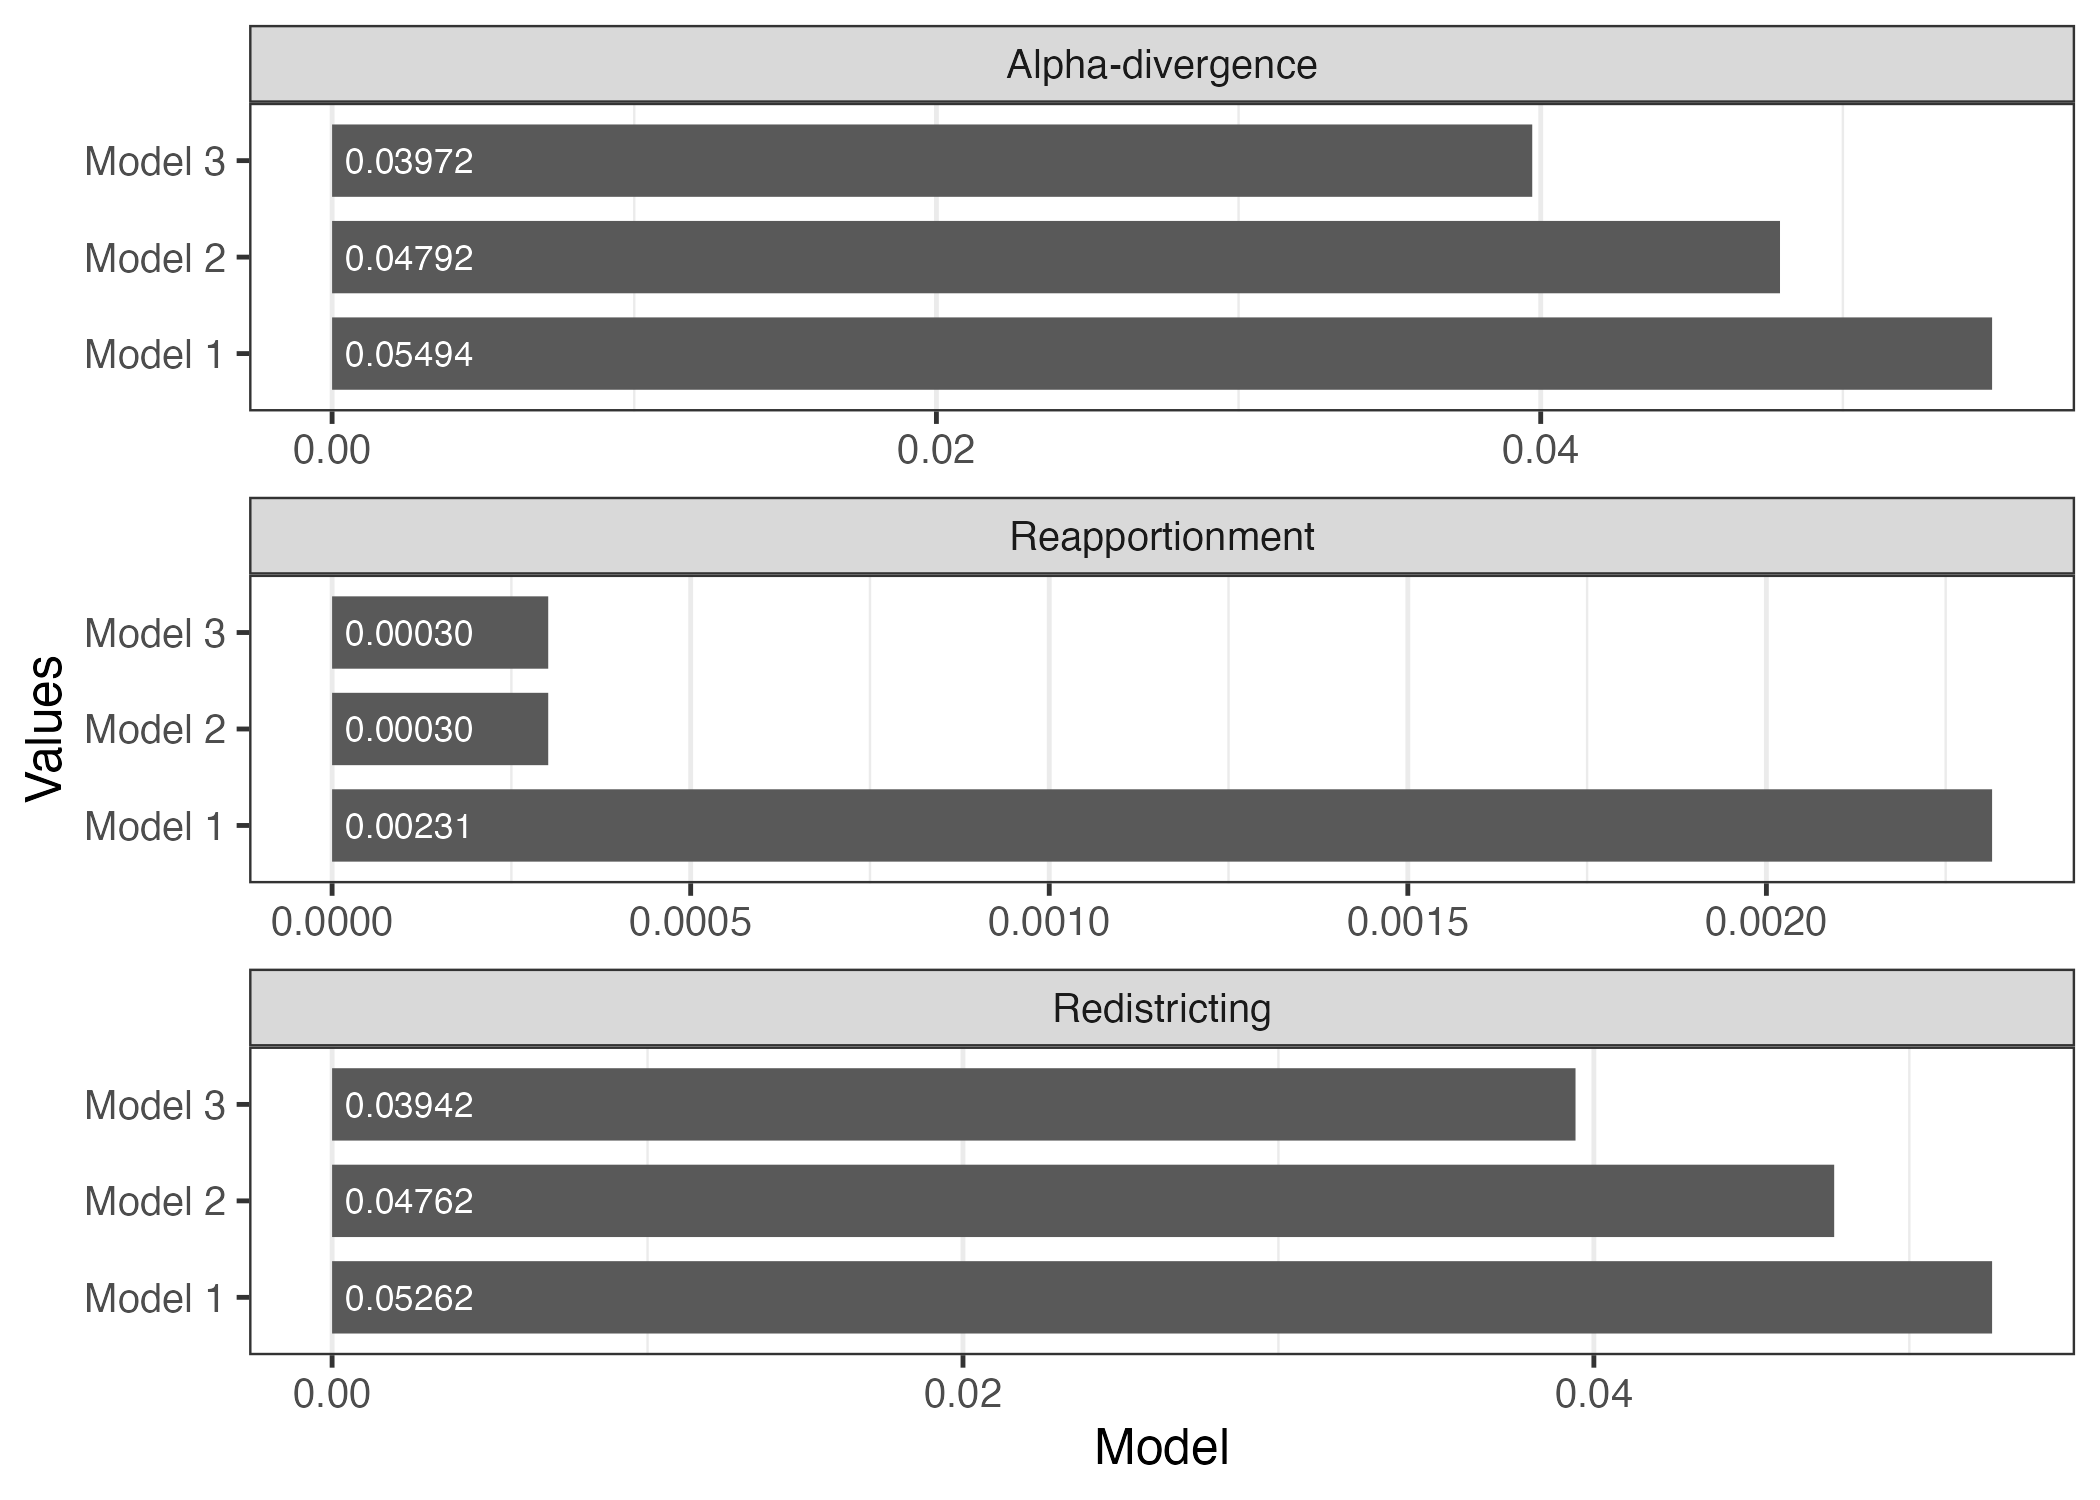 Alpha-divergence
Model 3
0.03972
Model 2
0.04792
Model 1
0.05494
0.00 0.02 0.04
Reapportionment
Model 3
0.00030
Model 2
0.00030
Model 1
0.00231
0.0000 0.0005 0.0010 0.0015 0.0020
Redistricting
Model 3
0.03942
Model 2
0.04762
Model 1
0.05262
0.00 0.02 0.04
Model
Values